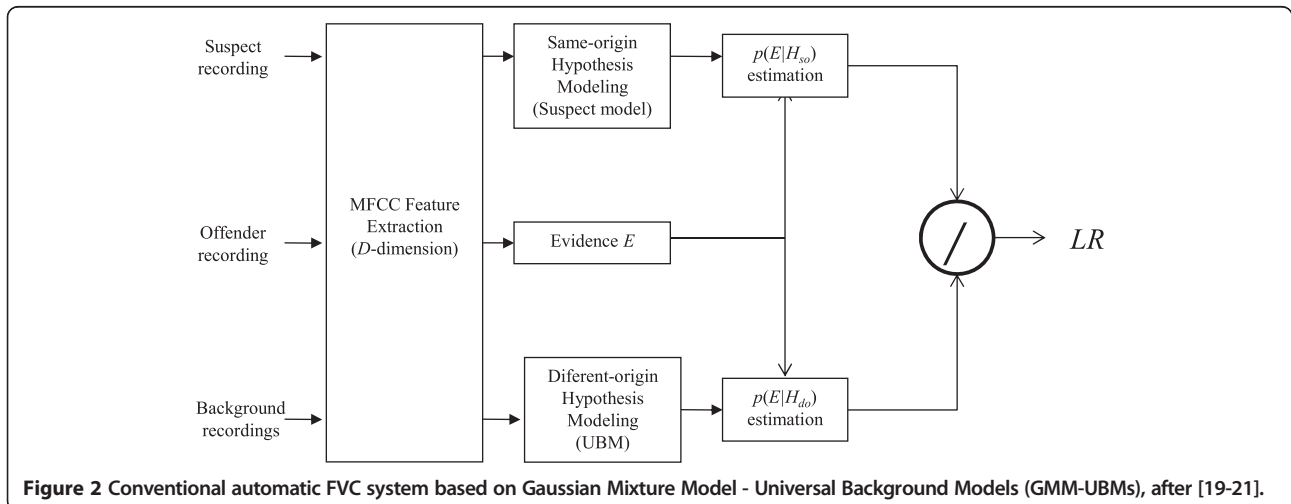 Suspect
recording
Same-origin
Hypothesis
Modeling
(Suspect model)
p(E|Hso)
estimation
MFCC Feature
Extraction
(D-dimension)
Offender
recording
Evidence E
/
LR
Background
recordings
Diferent-origin
Hypothesis
Modeling
(UBM)
p(E|Hdo)
estimation
Figure 2 Conventional automatic FVC system based on Gaussian Mixture Model - Universal Background Models (GMM-UBMs), after [19-21].